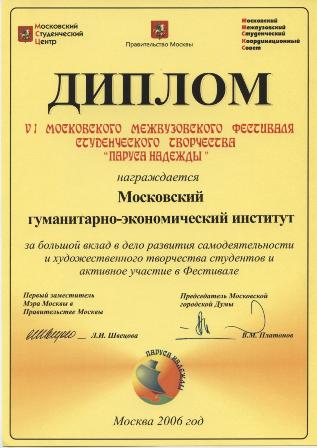 Московский
Студенческий
Центр
Правительство Москвы
Московский
Межвузовский
Студенческий
Координационный
Совет
ДИПЛОМ
VI МОСКОВСКОГО МЕЖВУЗОВСКОГО ФЕСТИВАЛЯ
СТУДЕНЧЕСКОГО ТВОРЧЕСТВА
"ПАРУСА НАДЕЖДЫ"
награждается
Московский
гуманитарно-экономический институт
за большой вклад в дело развития самодеятельности
и художественного творчества студентов и
активное участие в Фестивале
Первый заместитель
Мэра Москвы в
Правительстве Москвы
Председатель Московской
городской Думы
Л.И. Швецова
В.М. Платонов
ПАРУСА НАДЕЖДЫ
Москва 2006 год